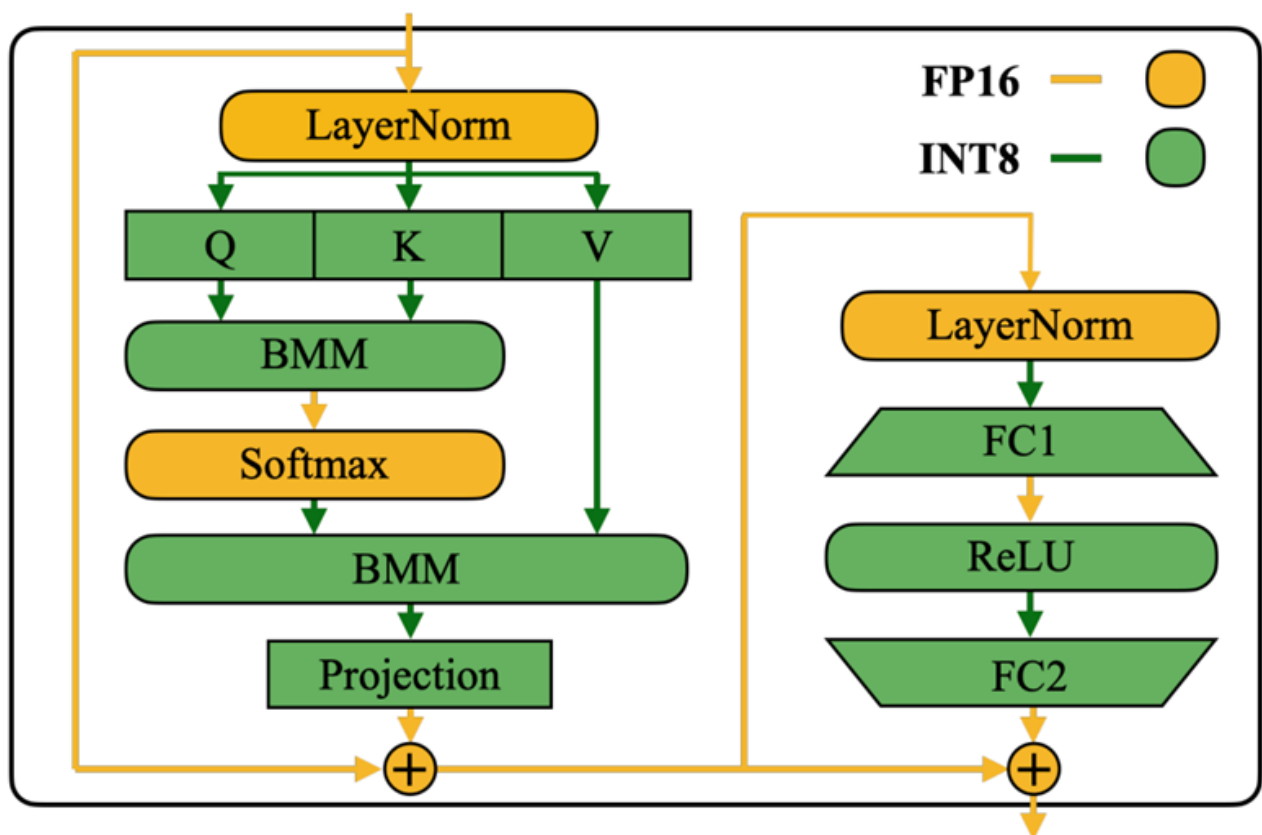 FP16
INT8
LayerNorm
Q K V
BMM
Softmax
BMM
Projection
+
LayerNorm
FC1
ReLU
FC2
+